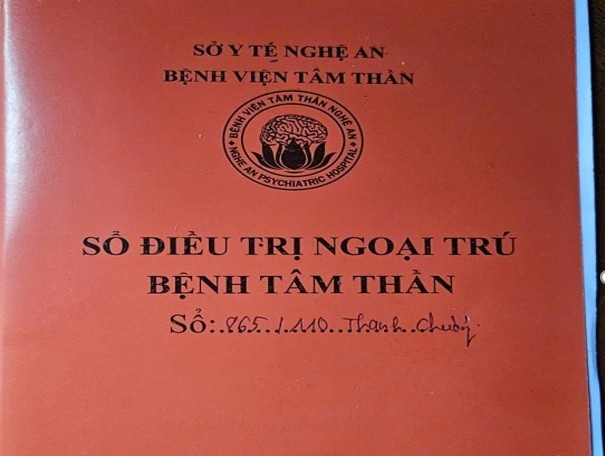 SỞ Y TẾ NGHỆ AN
BỆNH VIỆN TÂM THẦN
BỆNH VIỆN TÂM THẦN NGHỆ AN
NGHE AN PSYCHIATRIC HOSPITAL
SỔ ĐIỀU TRỊ NGOẠI TRÚ
BỆNH TÂM THẦN
Số: 865/110 Thanh Chương